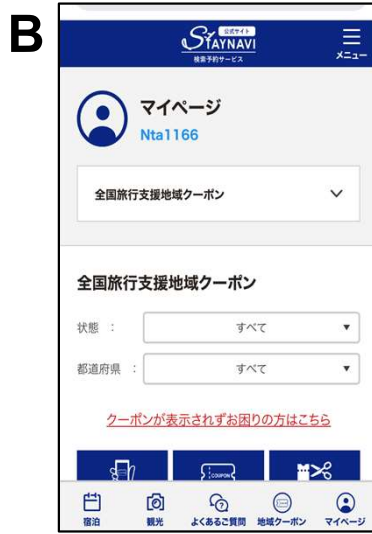 B
公式サイト
STAYNAVI
検索予約サービス
メニュー
マイページ
Nta1166
全国旅行支援地域クーポン
全国旅行支援地域クーポン
状態 : すべて
都道府県 : すべて
クーポンが表示されずお困りの方はこちら
COUPON
宿泊 観光 よくあるご質問 地域クーポン マイページ